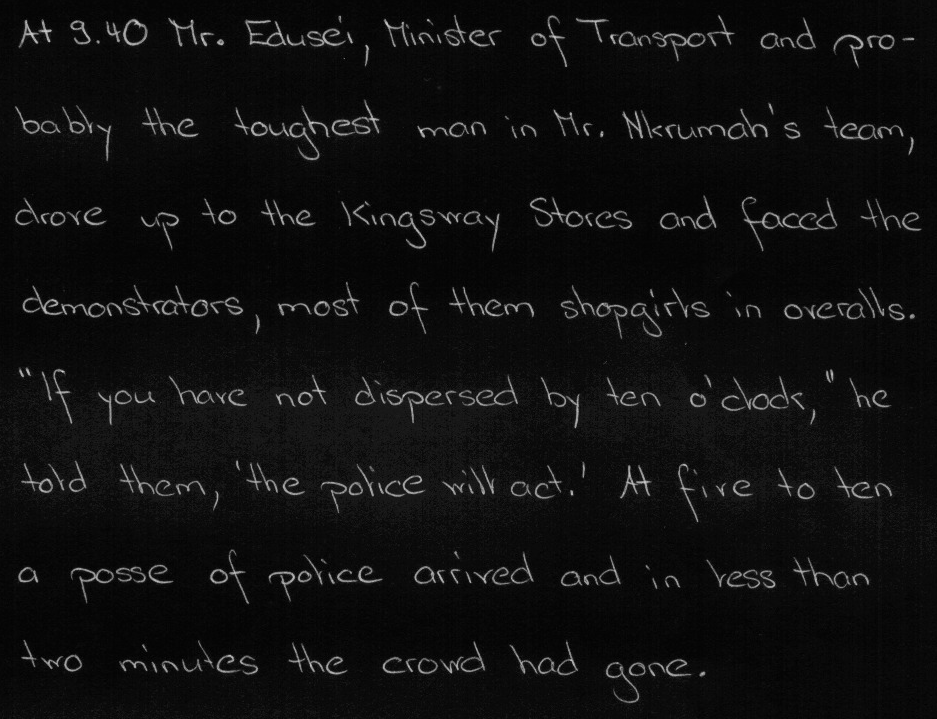 At 9.40 Mr. Edusei, Minister of Transport and pro-
bably the toughest man in Mr. Nkrumah's team,
drove up to the Kingsway Stores and faced the
demonstrators, most of them shopgirls in overalls.
"If you have not dispersed by ten o'clock," he
told them, 'the police will act.' At five to ten
a posse of police arrived and in less than
two minutes the crowd had gone.